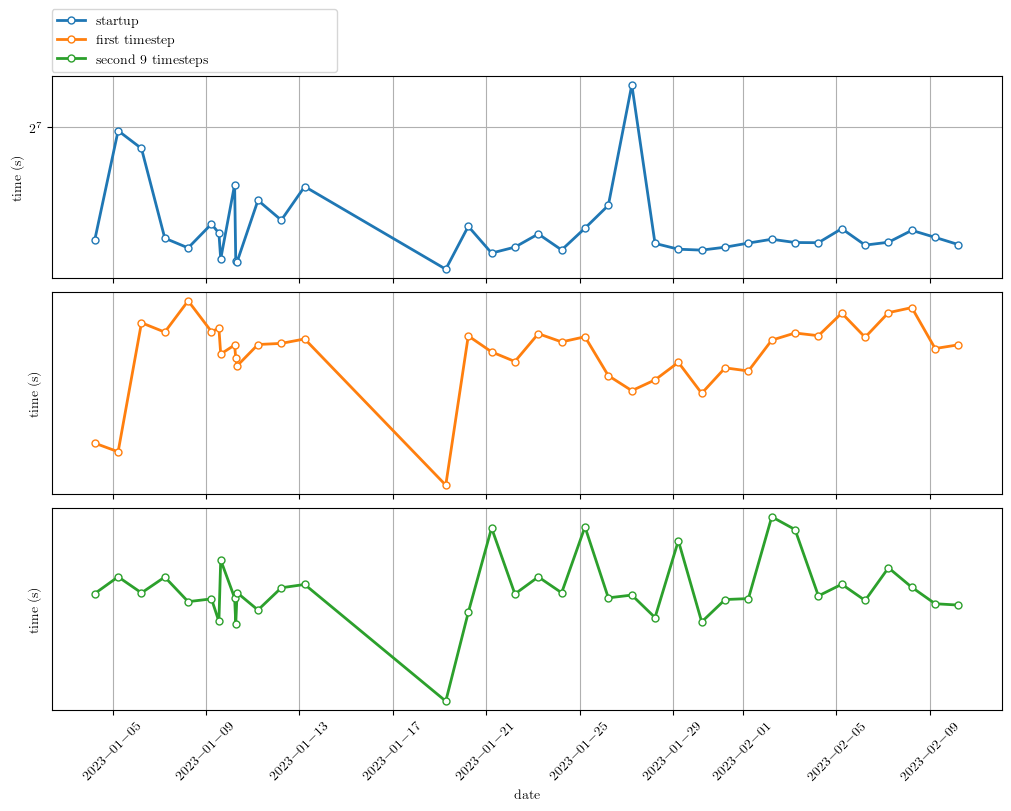 startup
first timestep
second 9 timesteps
2^7
time (s)
time (s)
time (s)
2023−01−05
2023−01−09
2023−01−13
2023−01−17
2023−01−21
2023−01−25
2023−01−29
2023−02−01
2023−02−05
2023−02−09
date